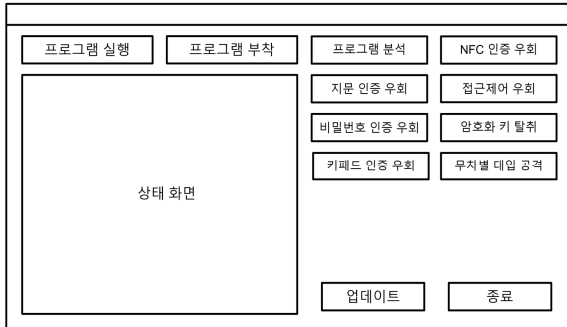 프로그램 실행
프로그램 부착
프로그램 분석
NFC 인증 우회
지문 인증 우회
접근제어 우회
비밀번호 인증 우회
암호화 키 탈취
키패드 인증 우회
무차별 대입 공격
상태 화면
업데이트
종료